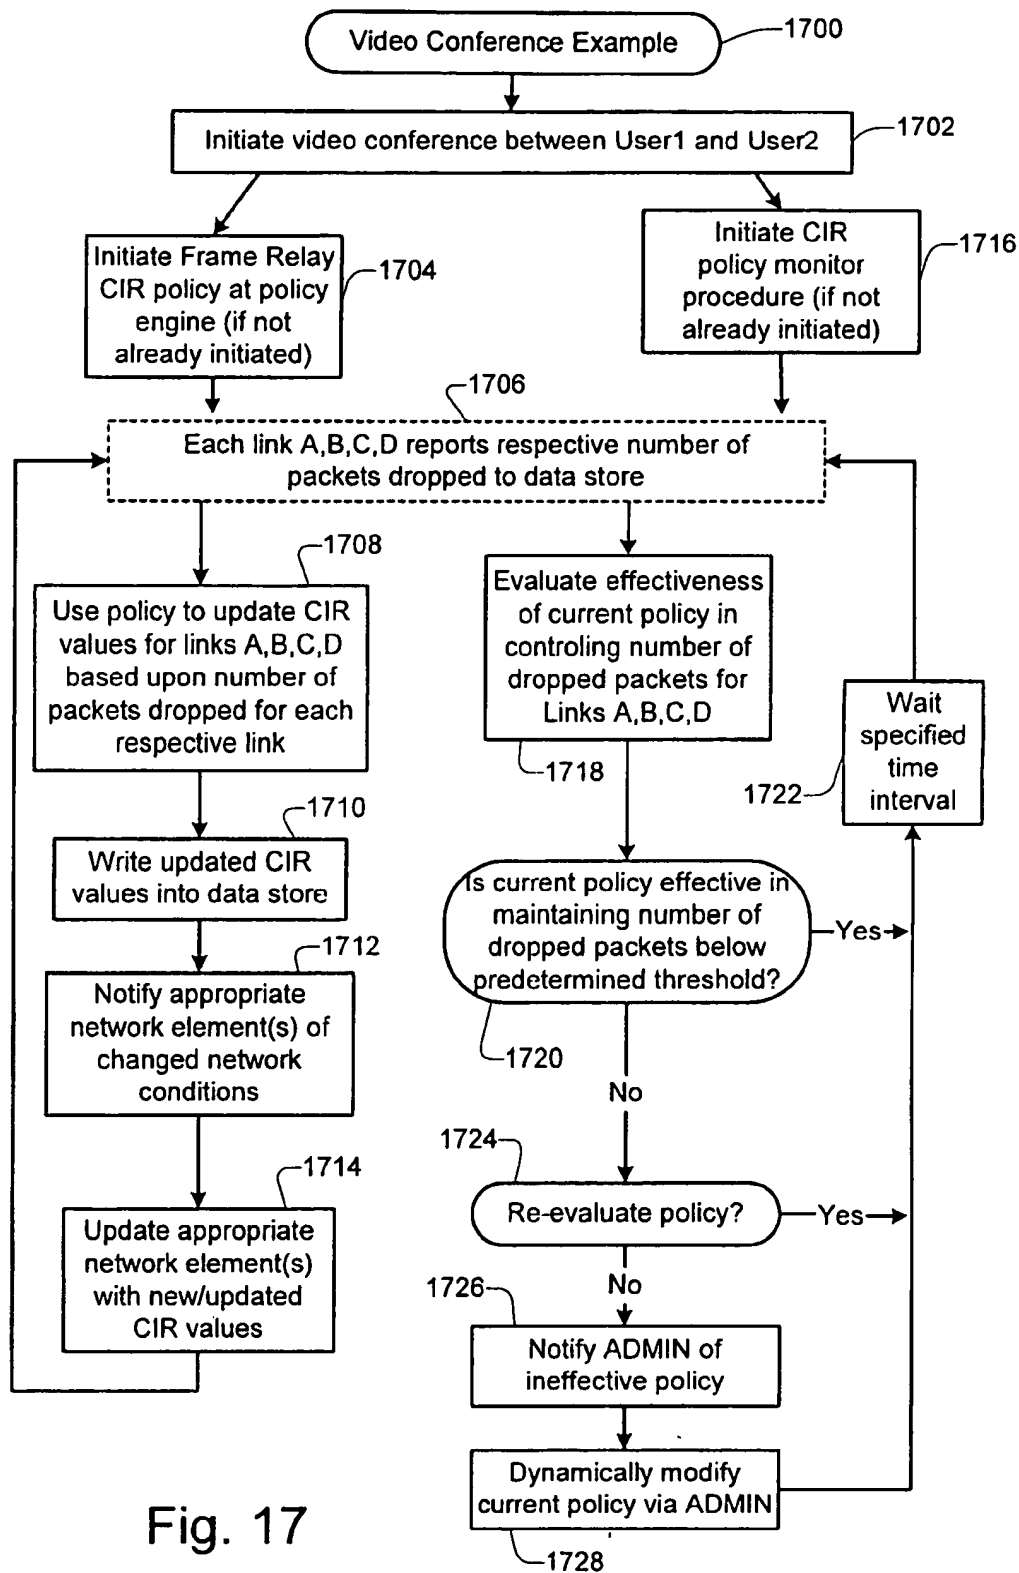 Video Conference Example
1700
Initiate video conference between User1 and User2
1702
Initiate Frame Relay
CIR policy at policy
engine (if not
already initiated)
1704
Initiate CIR
policy monitor
procedure (if not
already initiated)
1716
1706
Each link A,B,C,D reports respective number of
packets dropped to data store
1708
Use policy to update CIR
values for links A,B,C,D
based upon number of
packets dropped for each
respective link
1710
Write updated CIR
values into data store
1712
Notify appropriate
network element(s) of
changed network
conditions
1714
Update appropriate
network element(s)
with new/updated
CIR values
Evaluate effectiveness
of current policy in
controling number of
dropped packets for
Links A,B,C,D
1718
Wait
specified
time
interval
1722
Is current policy effective in
maintaining number of
dropped packets below
predetermined threshold?
Yes
1720
No
1724
Re-evaluate policy?
Yes
No
1726
Notify ADMIN of
ineffective policy
Dynamically modify
current policy via ADMIN
1728
Fig. 17